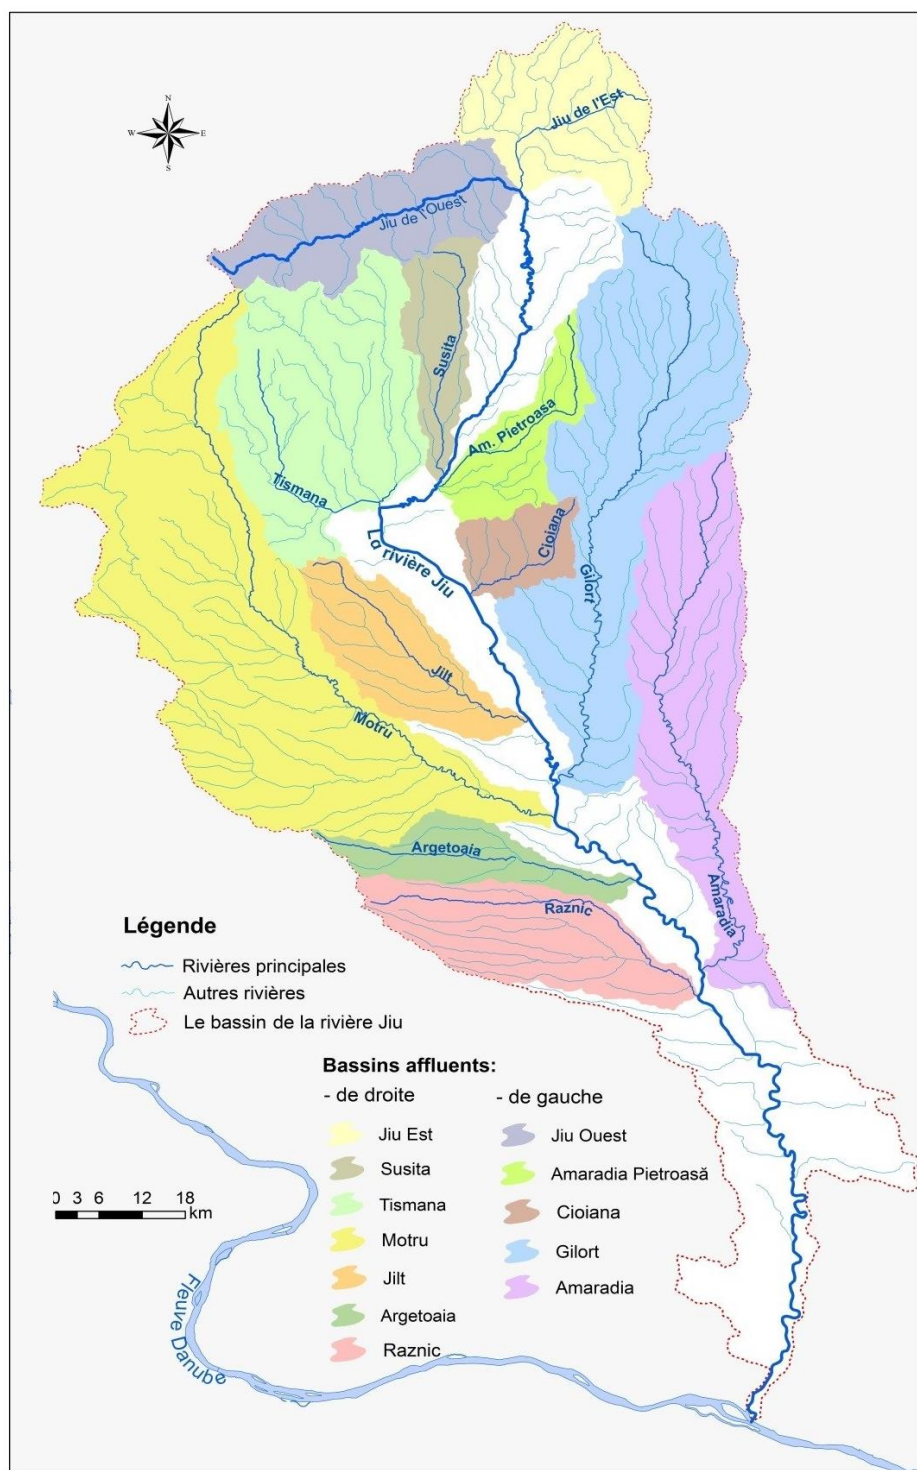 N
W
E
S
Jiu de l'Est
Jiu de l'Ouest
Susita
Am. Pietroasa
Tismana
Cioiana
La rivière Jiu
Gilort
Jilt
Motru
Argetoaia
Raznic
Amaradia
Légende
Rivières principales
Autres rivières
Le bassin de la rivière Jiu
Bassins affluents:
- de droite
Jiu Est
Susita
Tismana
Motru
Jilt
Argetoaia
Raznic
- de gauche
Jiu Ouest
Amaradia Pietroasă
Cioiana
Gilort
Amaradia
0 3 6 12 18
km
Fleuve Danube